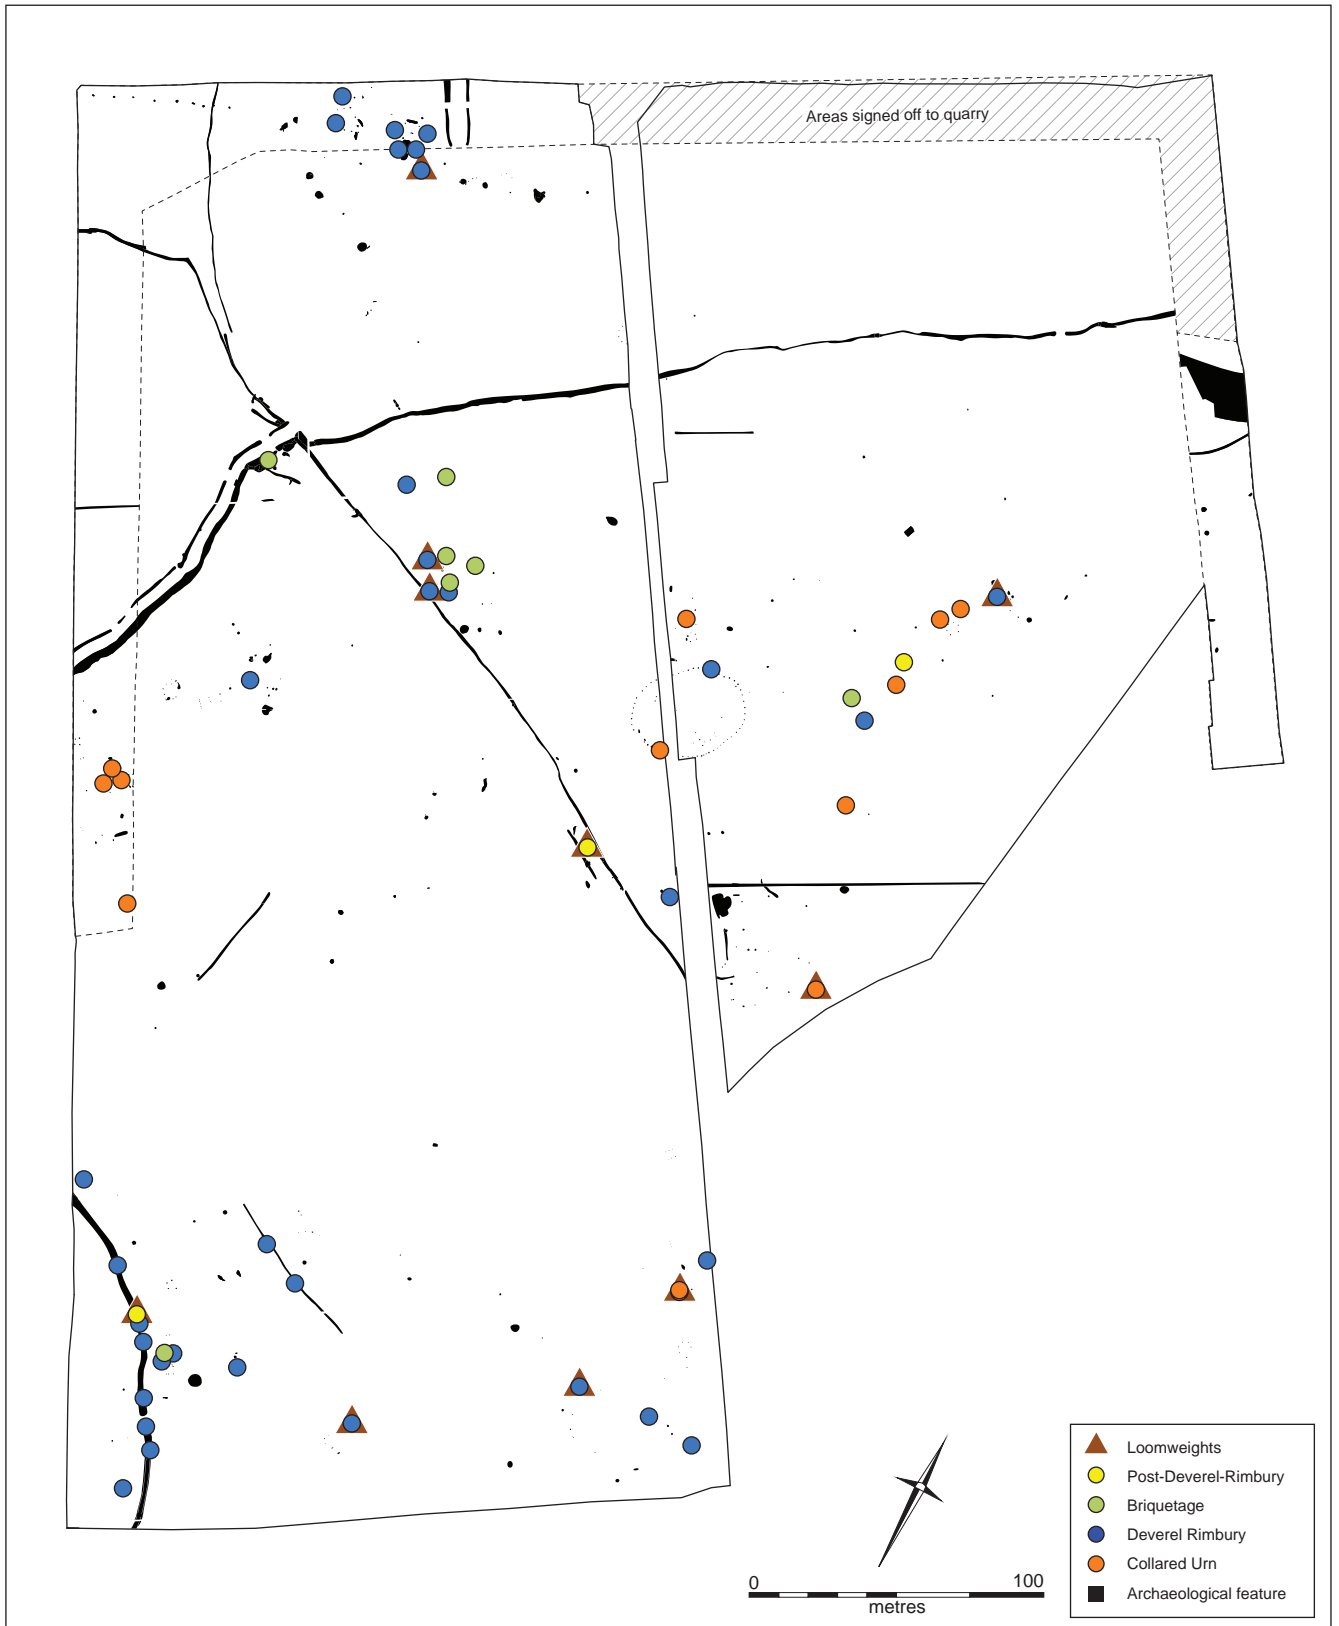 Areas signed off to quarry
Loomweights
Post-Deverel-Rimbury
Briquetage
Deverel Rimbury
Collared Urn
Archaeological feature
0 100
metres